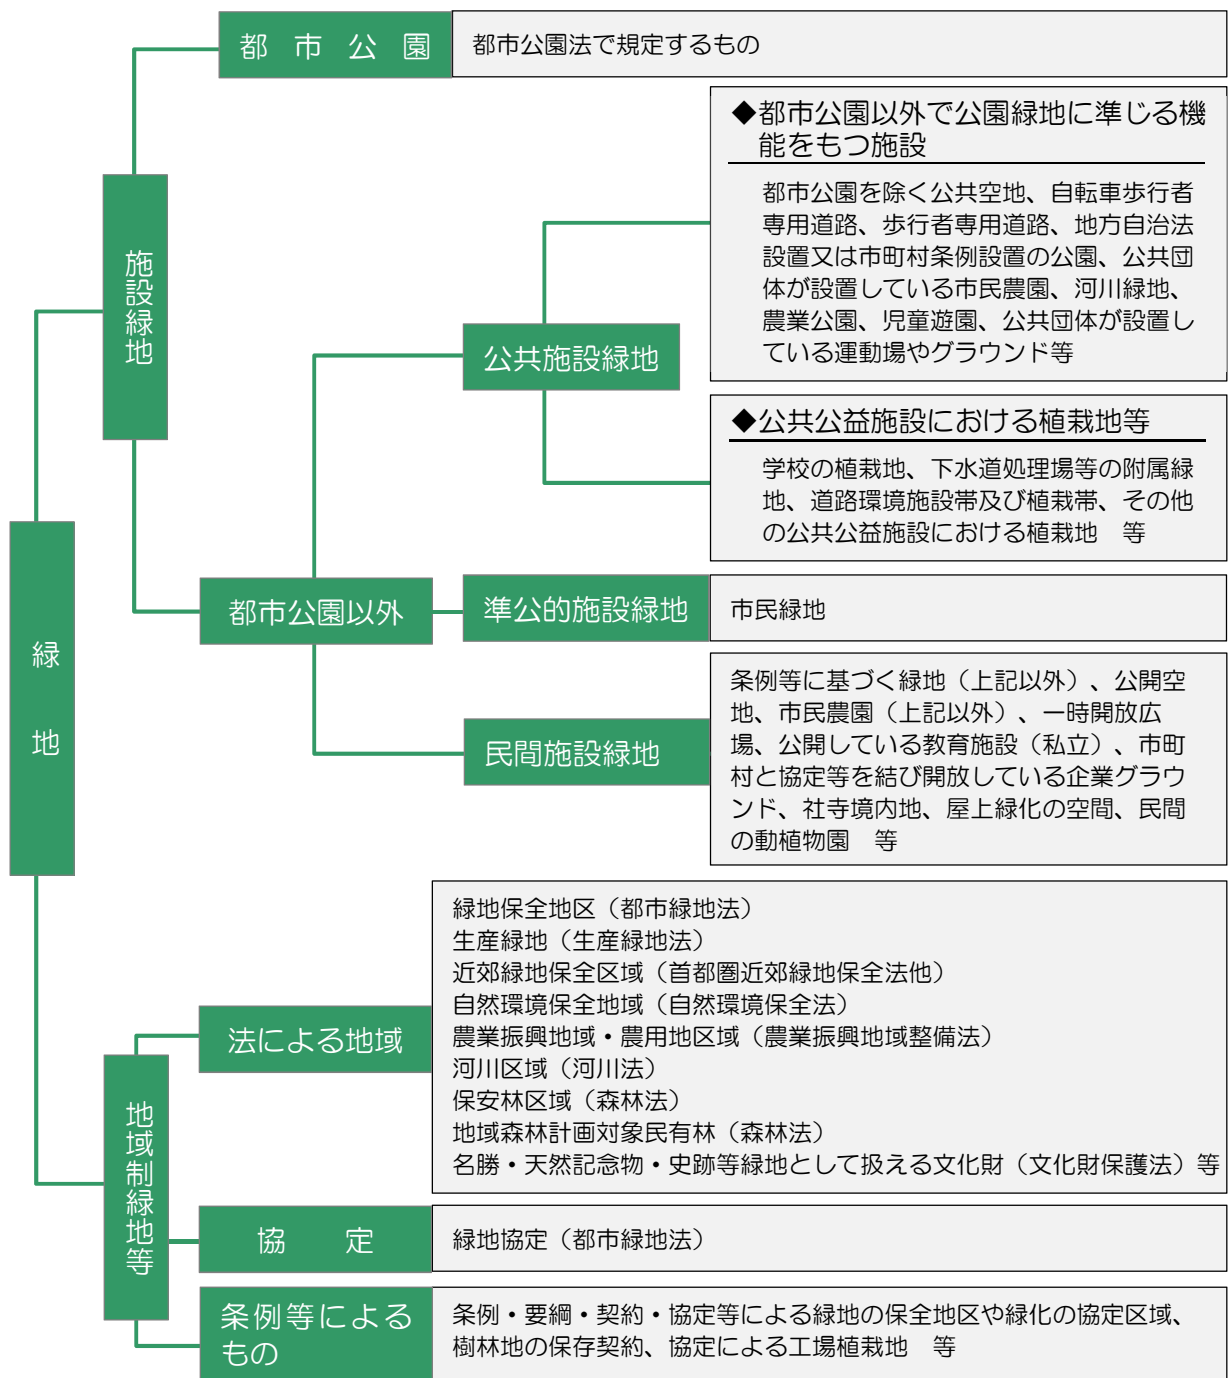 都市公園
都市公園法で規定するもの
◆都市公園以外で公園緑地に準じる機
能をもつ施設
都市公園を除く公共空地、自転車歩行者
専用道路、歩行者専用道路、地方自治法
設置又は市町村条例設置の公園、公共団
体が設置している市民農園、河川緑地、
農業公園、児童遊園、公共団体が設置し
ている運動場やグラウンド等
施設緑地
公共施設緑地
◆公共公益施設における植栽地等
学校の植栽地、下水道処理場等の附属緑
地、道路環境施設帯及び植栽帯、その他
の公共公益施設における植栽地　等
都市公園以外
準公的施設緑地
市民緑地
緑地
民間施設緑地
条例等に基づく緑地（上記以外）、公開空
地、市民農園（上記以外）、一時開放広
場、公開している教育施設（私立）、市町
村と協定等を結び開放している企業グラウ
ンド、社寺境内地、屋上緑化の空間、民間
の動植物園　等
法による地域
緑地保全地区（都市緑地法）
生産緑地（生産緑地法）
近郊緑地保全区域（首都圏近郊緑地保全法他）
自然環境保全地域（自然環境保全法）
農業振興地域・農用地区域（農業振興地域整備法）
河川区域（河川法）
保安林区域（森林法）
地域森林計画対象民有林（森林法）
名勝・天然記念物・史跡等緑地として扱える文化財（文化財保護法）等
地域制緑地等
協定
緑地協定（都市緑地法）
条例等による
もの
条例・要綱・契約・協定等による緑地の保全地区や緑化の協定区域、
樹林地の保存契約、協定による工場植栽地　等